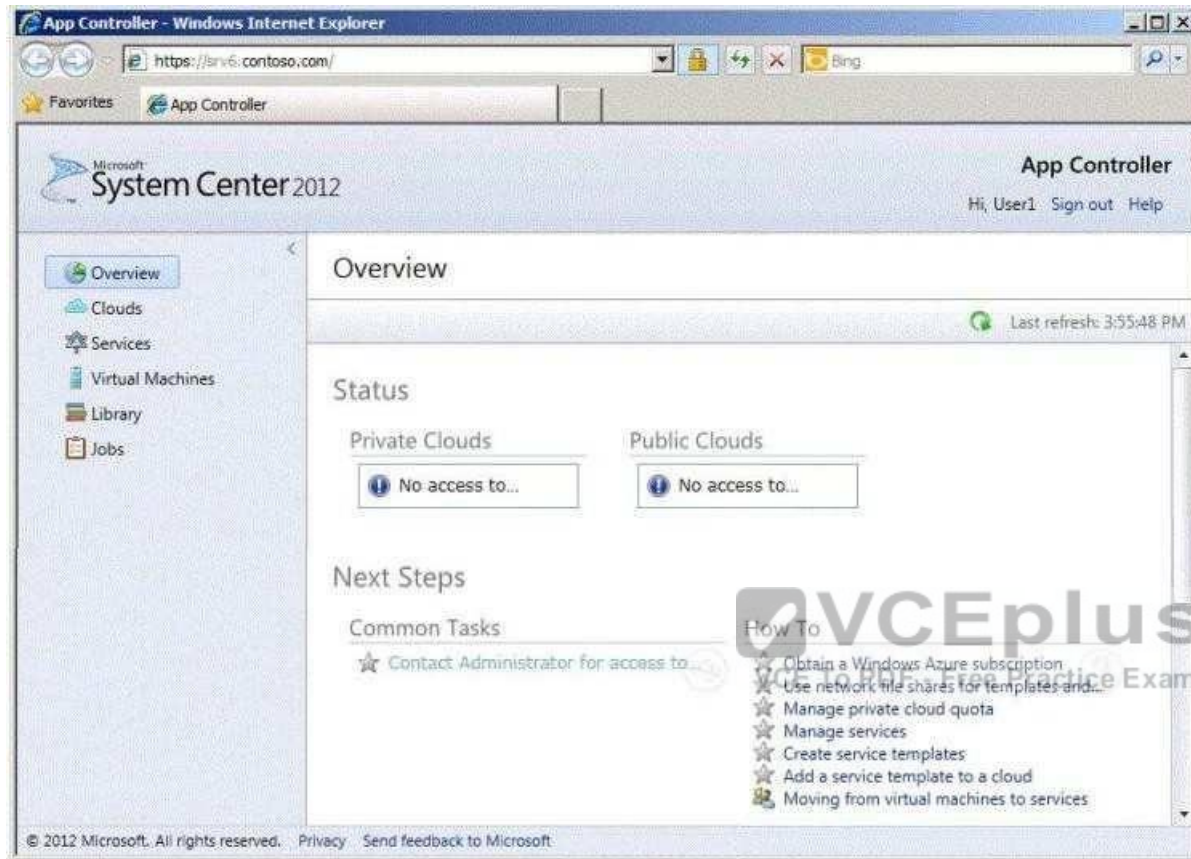 App Controller - Windows Internet Explorer
https://srv6.contoso.com/
Bing
Favorites
App Controller
Microsoft
System Center 2012
App Controller
Hi, User1 Sign out Help
Overview
Clouds
Services
Virtual Machines
Library
Jobs
Overview
Last refresh: 3:55:48 PM
Status
Private Clouds
No access to...
Public Clouds
No access to...
Next Steps
Common Tasks
Contact Administrator for access to...
How To
Obtain a Windows Azure subscription
Use network file shares for templates and...
Manage private cloud quota
Manage services
Create service templates
Add a service template to a cloud
Moving from virtual machines to services
VCEplus
VCE To PDF - Free Practice Exam
© 2012 Microsoft. All rights reserved. Privacy Send feedback to Microsoft